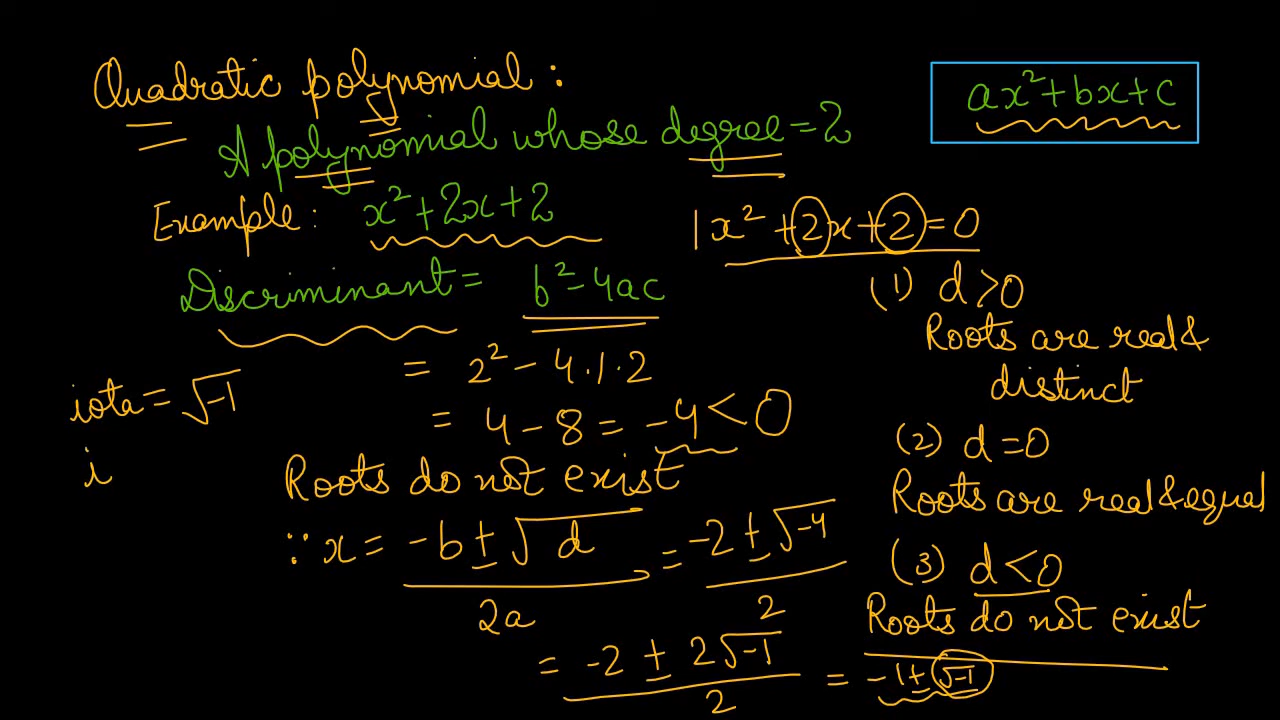 Quadratic polynomial :
ax²+bx+c
A polynomial whose degree=2
Example: x²+2x+2
1x²+2x+2=0
Discriminant= b²-4ac
(1) d>0
Roots are real&
distinct
= 2²-4·1·2
iota=√-1
= 4-8=-4<0
(2) d=0
i
Roots do not exist
Roots are real&equal
∵ x= -b±√d / 2a = -2±√-4 / 2
(3) d<0
Roots do not exist
= -2±2√-1 / 2 = -1±√-1